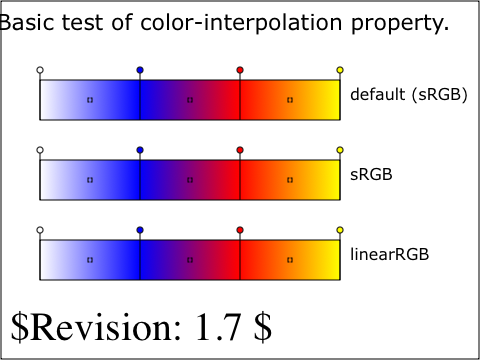 Basic test of color-interpolation property.
default (sRGB)
sRGB
linearRGB
$Revision: 1.7 $